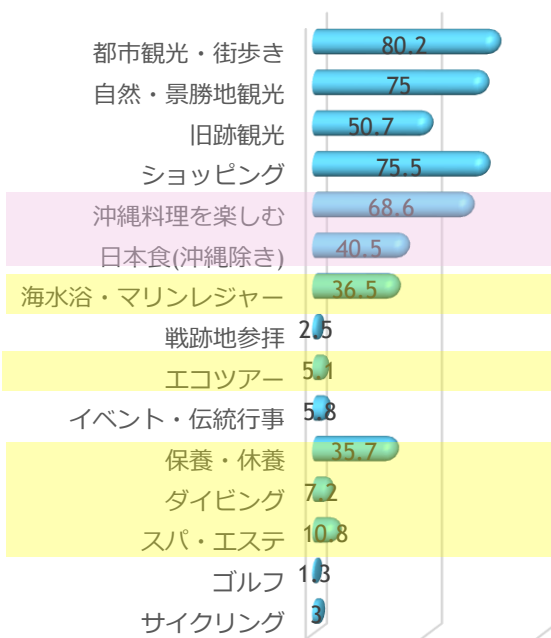 都市観光・街歩き 80.2
自然・景勝地観光 75
旧跡観光 50.7
ショッピング 75.5
沖縄料理を楽しむ 68.6
日本食(沖縄除き) 40.5
海水浴・マリンレジャー 36.5
戦跡地参拝 2.5
エコツアー 5.1
イベント・伝統行事 5.8
保養・休養 35.7
ダイビング 7.2
スパ・エステ 10.8
ゴルフ 1.3
サイクリング 3